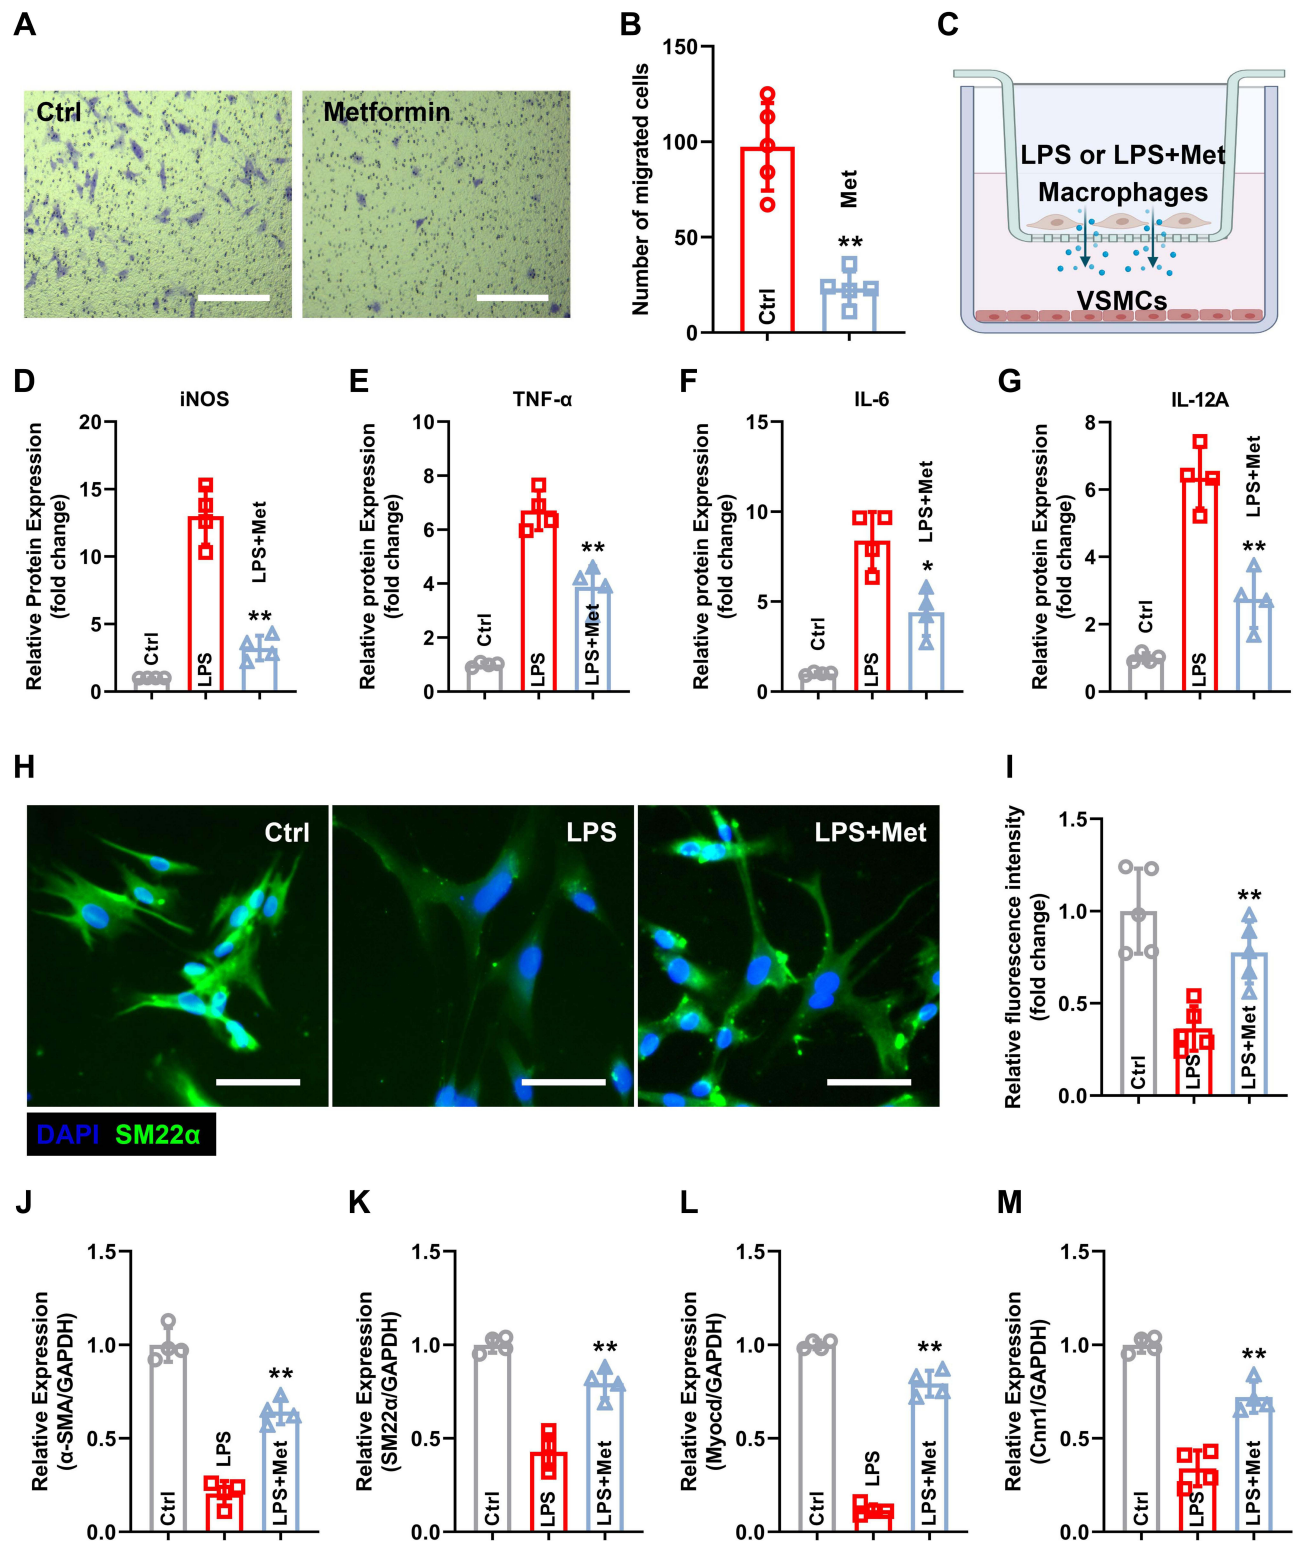 A
Ctrl
Metformin
B
Number of migrated cells
150
100
50
0
Ctrl
Met
**
C
LPS or LPS+Met
Macrophages
VSMCs
D
iNOS
Relative Protein Expression
(fold change)
20
15
10
5
0
Ctrl
LPS
LPS+Met
**
E
TNF-α
Relative protein Expression
(fold change)
10
8
6
4
2
0
Ctrl
LPS
LPS+Met
**
F
IL-6
Relative protein Expression
(fold change)
15
10
5
0
Ctrl
LPS
LPS+Met
*
G
IL-12A
Relative protein Expression
(fold change)
8
6
4
2
0
Ctrl
LPS
LPS+Met
**
H
Ctrl
LPS
LPS+Met
DAPI SM22α
I
Relative fluorescence intensity
(fold change)
1.5
1.0
0.5
0.0
Ctrl
LPS
LPS+Met
**
J
Relative Expression
(α-SMA/GAPDH)
1.5
1.0
0.5
0.0
Ctrl
LPS
LPS+Met
**
K
Relative Expression
(SM22α/GAPDH)
1.5
1.0
0.5
0.0
Ctrl
LPS
LPS+Met
**
L
Relative Expression
(Myocd/GAPDH)
1.5
1.0
0.5
0.0
Ctrl
LPS
LPS+Met
**
M
Relative Expression
(Cnn1/GAPDH)
1.5
1.0
0.5
0.0
Ctrl
LPS
LPS+Met
**